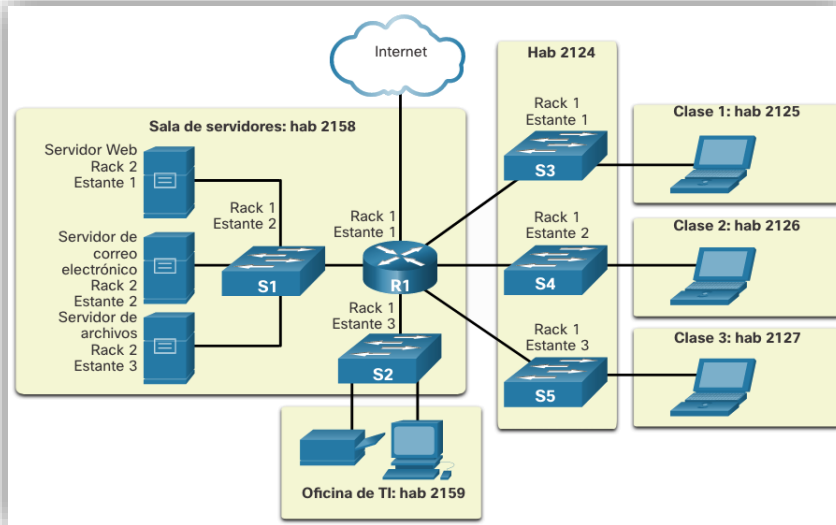 Internet
Hab 2124
Sala de servidores: hab 2158
Servidor Web
Rack 2
Estante 1
Rack 1
Estante 2
Rack 1
Estante 1
Servidor de
correo
electrónico
Rack 2
Estante 2
S1
R1
Servidor de
archivos
Rack 2
Estante 3
Rack 1
Estante 3
S2
Oficina de TI: hab 2159
Rack 1
Estante 1
S3
Rack 1
Estante 2
S4
Rack 1
Estante 3
S5
Clase 1: hab 2125
Clase 2: hab 2126
Clase 3: hab 2127